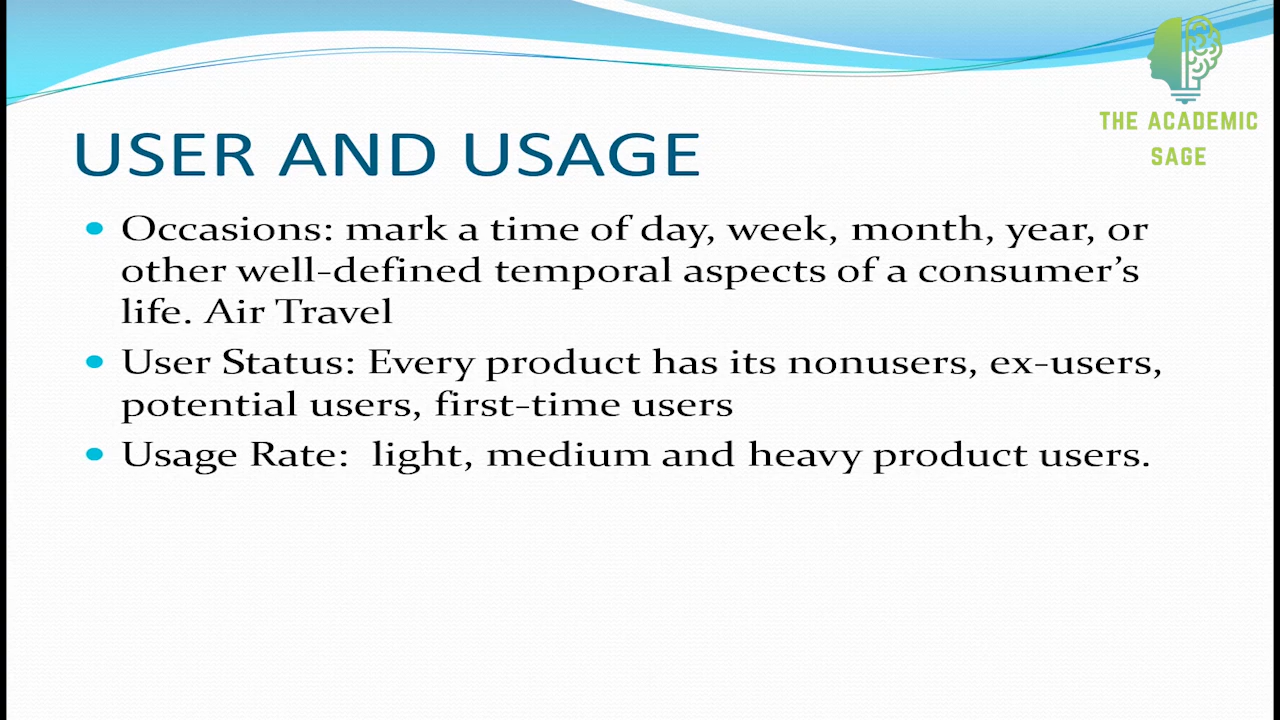 THE ACADEMIC
SAGE
USER AND USAGE
• Occasions: mark a time of day, week, month, year, or
other well-defined temporal aspects of a consumer’s
life. Air Travel
• User Status: Every product has its nonusers, ex-users,
potential users, first-time users
• Usage Rate:  light, medium and heavy product users.